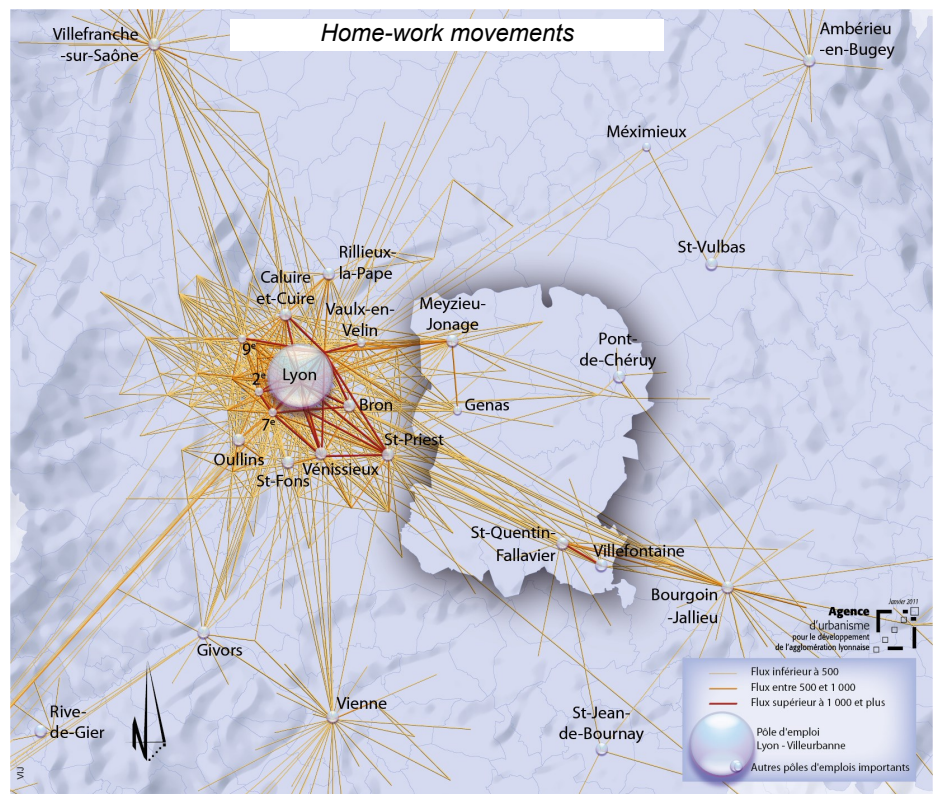 Home-work movements
Villefranche
-sur-Saône
Ambérieu
-en-Bugey
Méximieux
St-Vulbas
Rillieux-
la-Pape
Caluire
et-Cuire
Vaulx-en-
Velin
Meyzieu-
Jonage
Pont-
de-Chéruy
9e
Lyon
2e
7e
Bron
Genas
St-Priest
Oullins
Vénissieux
St-Fons
St-Quentin-
Fallavier
Villefontaine
Bourgoin
-Jallieu
Givors
Vienne
Rive-
de-Gier
St-Jean-
de-Bournay
Janvier 2011
Agence
d'urbanisme
pour le développement
de l'agglomération lyonnaise
Flux inférieur à 500
Flux entre 500 et 1 000
Flux supérieur à 1 000 et plus
Pôle d'emploi
Lyon - Villeurbanne
Autres pôles d'emplois importants
N
VIJ